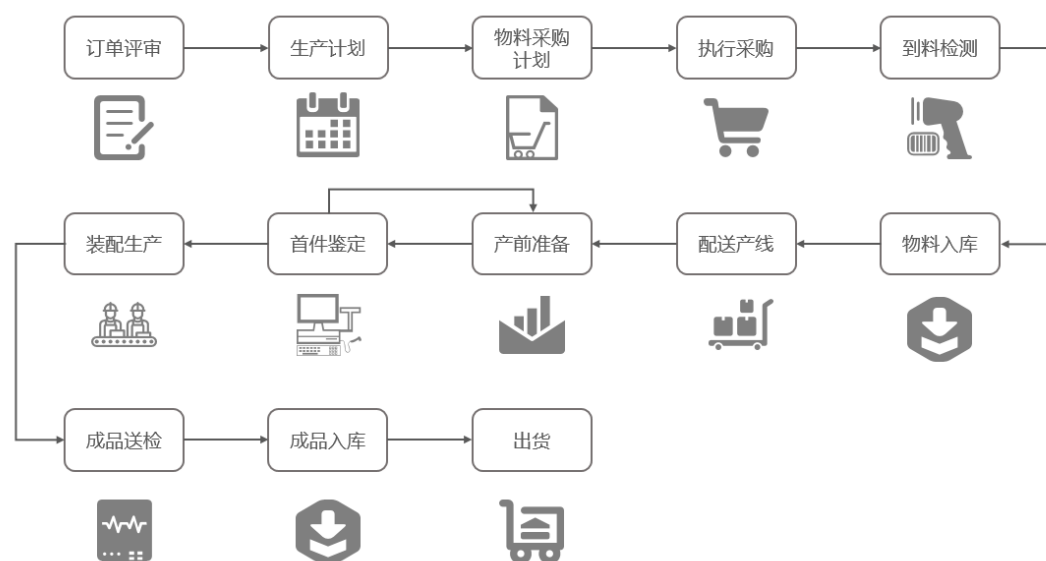 订单评审
生产计划
物料采购
计划
执行采购
到料检测
装配生产
首件鉴定
产前准备
配送产线
物料入库
成品送检
成品入库
出货